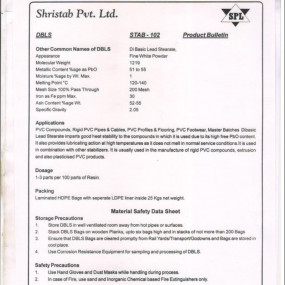 Shristab Pvt. Ltd.
SPL
DBLS STAB - 102 Product Bulletin
Other Common Names of DBLS Di Basic Lead Stearate.
Appearance Fine White Powder
Molecular Weight 1219
Metallic Content %age as PbO 51 to 55
Moisture %age by Wt. Max. 1
Melting Point °C 135-140
Mesh Size 100% Pass Through 200 Mesh
Iron as Fe ppm Max. 30
Ash Content %age Wt. 52-55
Specific Gravity 2.05
Applications
PVC Compounds, Rigid PVC Pipes & Cables, PVC Profiles & Flooring, PVC Footwear, Master Batches Dibasic
Lead Stearate imparts good heat stability to the compounds in which it is used due to its high free PbO content.
It also provides lubricating action at high temperatures as it does not melt in normal service conditions. It is used
in combination with other stabilizers. It is usually used in the manufacture of rigid PVC compounds, extrusion
and also plasticised PVC products.
Dosage
1-3 parts per 100 parts of Resin.
Packing
Laminated HDPE Bags with separate LDPE liner inside 25 Kgs net weight.
Material Safety Data Sheet
Storage Precautions
1. Store DBLS in well ventilated room away from hot pipes or surfaces.
2. Stack DBLS Bags on wooden Planks, upto six bags high and in stacks of not more than 200 Bags
3. Ensure that DBLS Bags are cleared promptly from Rail Yards/Transport/Godowns and Bags are stored in
cool place.
4. Use Corrosion Resistance Equipment for sampling and processing of DBLS.
Safety Precautions
1. Use Hand Gloves and Dust Masks while handling during process.
2. In case of Fire, use sand and Inorganic Chemical based Fire Extinguishers only.